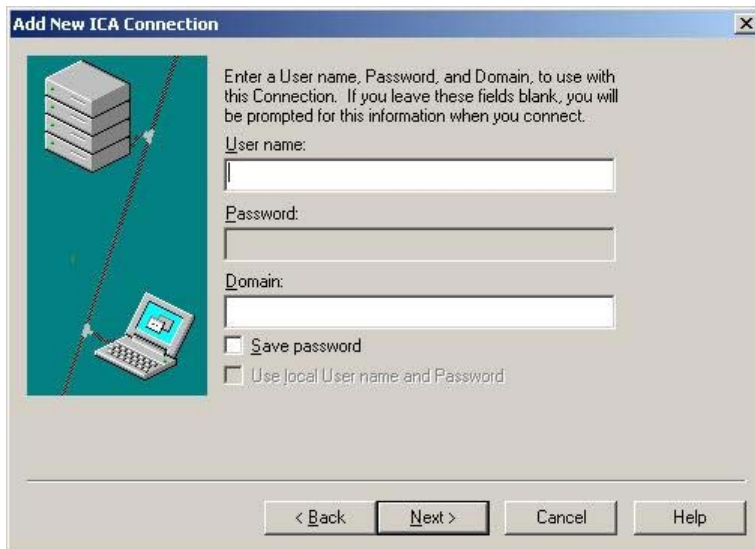 Add New ICA Connection
Enter a User name, Password, and Domain, to use with
this Connection. If you leave these fields blank, you will
be prompted for this information when you connect.
User name:
Password:
Domain:
Save password
Use local User name and Password
< Back Next > Cancel Help